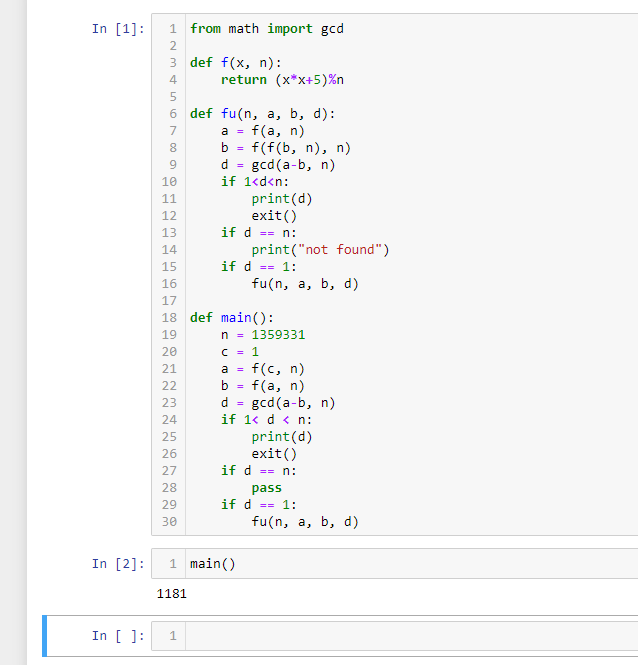 In [1]:
1 from math import gcd
2
3 def f(x, n):
4     return (x*x+5)%n
5
6 def fu(n, a, b, d):
7     a = f(a, n)
8     b = f(f(b, n), n)
9     d = gcd(a-b, n)
10     if 1<d<n:
11         print(d)
12         exit()
13     if d == n:
14         print("not found")
15     if d == 1:
16         fu(n, a, b, d)
17
18 def main():
19     n = 1359331
20     c = 1
21     a = f(c, n)
22     b = f(a, n)
23     d = gcd(a-b, n)
24     if 1< d < n:
25         print(d)
26         exit()
27     if d == n:
28         pass
29     if d == 1:
30         fu(n, a, b, d)
In [2]: 1 main()
1181
In [ ]: 1